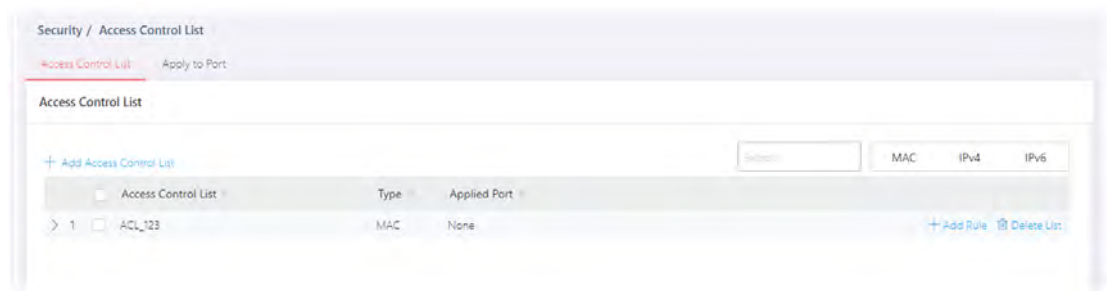 Security / Access Control List
Access Control List Apply to Port
Access Control List
+ Add Access Control List Search MAC IPv4 IPv6
Access Control List Type Applied Port
> 1 ACL_123 MAC None + Add Rule Delete List